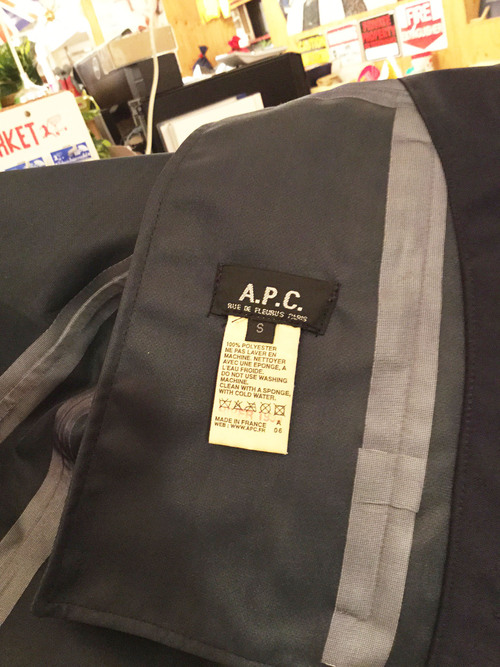 A.P.C.
RUE DE FLEURUS PARIS
S
100% POLYESTER
NE PAS LAVER EN
MACHINE. NETTOYER
AVEC UNE ÉPONGE, A
L'EAU FROIDE.
DO NOT USE WASHING
MACHINE.
CLEAN WITH A SPONGE,
WITH COLD WATER.
A
MADE IN FRANCE 06
WEB : WWW.APC.FR